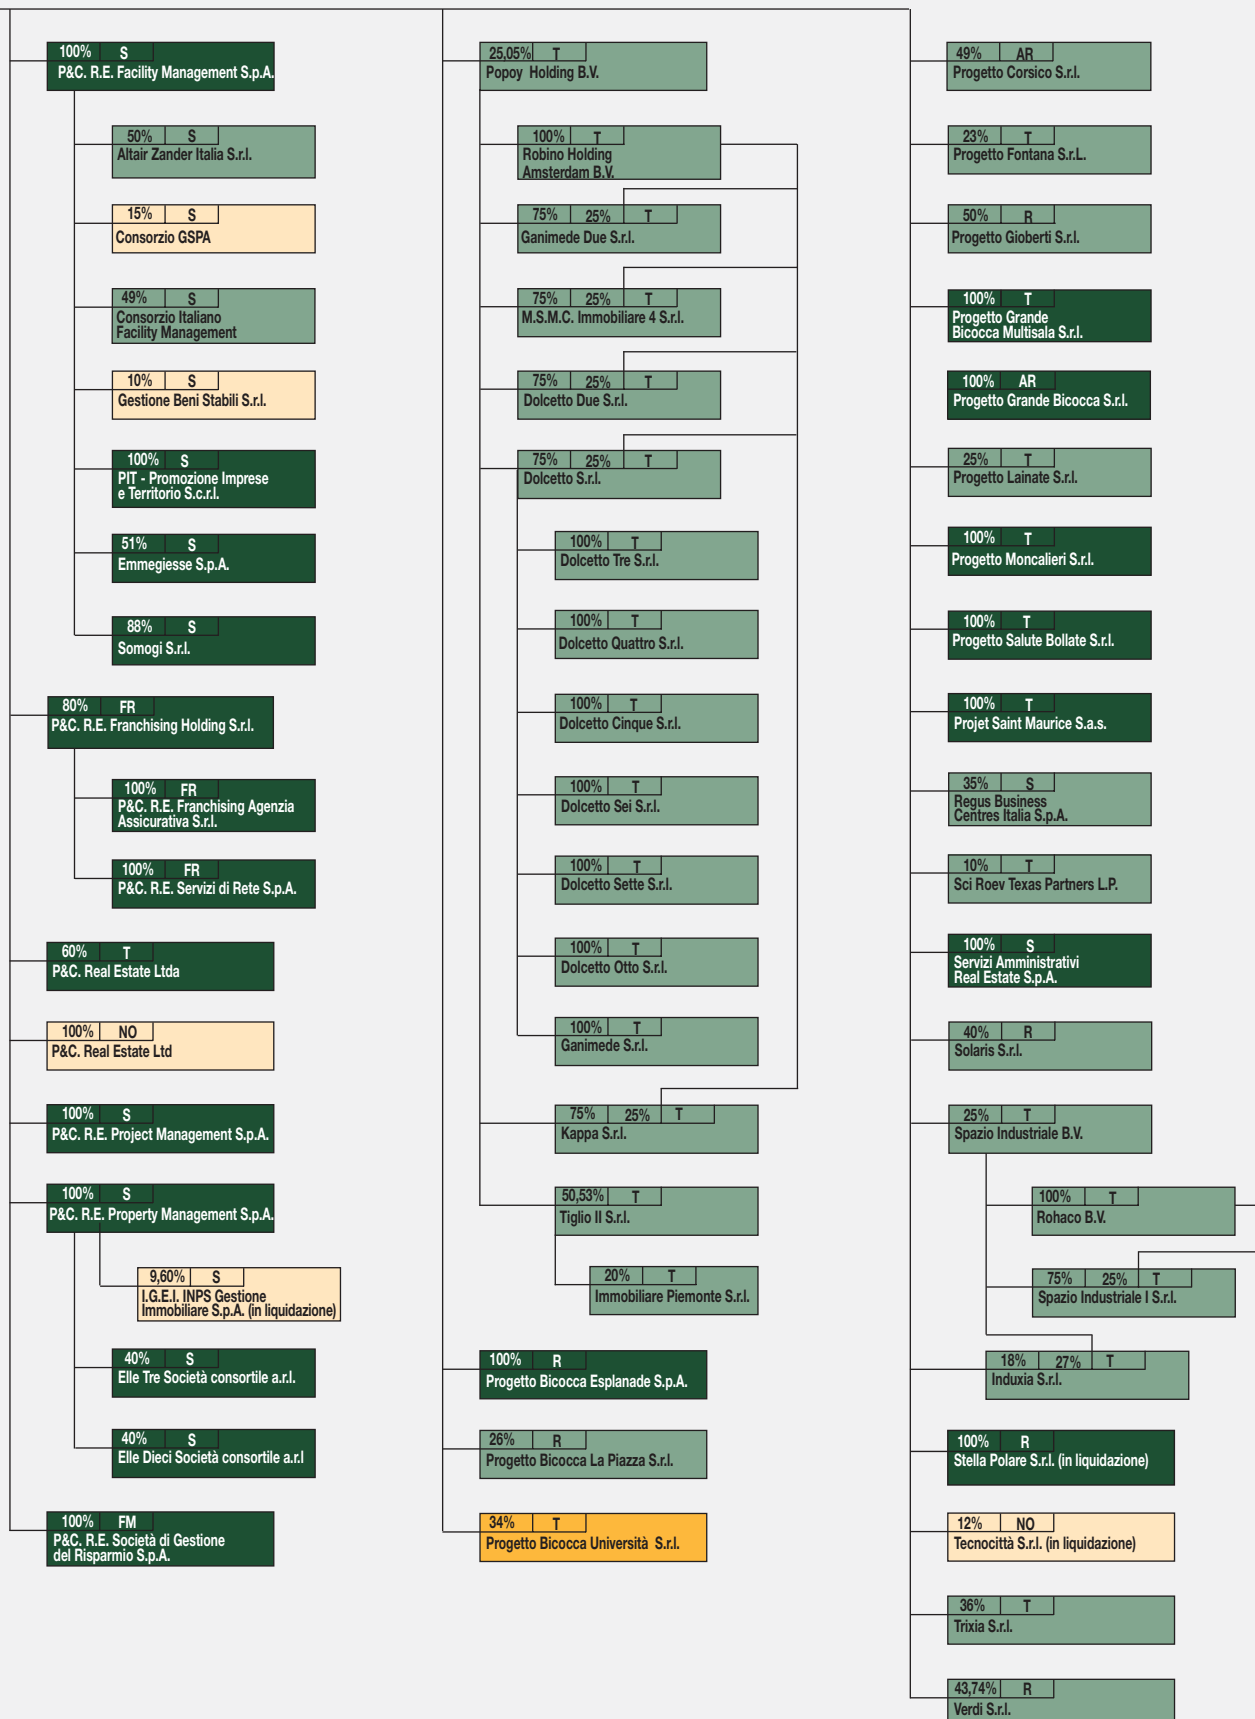 100% S
P&C. R.E. Facility Management S.p.A.
50% S
Altair Zander Italia S.r.l.
15% S
Consorzio GSPA
49% S
Consorzio Italiano
Facility Management
10% S
Gestione Beni Stabili S.r.l.
100% S
PIT - Promozione Imprese
e Territorio S.c.r.l.
51% S
Emmegiesse S.p.A.
88% S
Somogi S.r.l.
80% FR
P&C. R.E. Franchising Holding S.r.l.
100% FR
P&C. R.E. Franchising Agenzia
Assicurativa S.r.l.
100% FR
P&C. R.E. Servizi di Rete S.p.A.
60% T
P&C. Real Estate Ltda
100% NO
P&C. Real Estate Ltd
100% S
P&C. R.E. Project Management S.p.A.
100% S
P&C. R.E. Property Management S.p.A.
9,60% S
I.G.E.I. INPS Gestione
Immobiliare S.p.A. (in liquidazione)
40% S
Elle Tre Società consortile a.r.l.
40% S
Elle Dieci Società consortile a.r.l
100% FM
P&C. R.E. Società di Gestione
del Risparmio S.p.A.
25,05% T
Popoy Holding B.V.
100% T
Robino Holding
Amsterdam B.V.
75% 25% T
Ganimede Due S.r.l.
75% 25% T
M.S.M.C. Immobiliare 4 S.r.l.
75% 25% T
Dolcetto Due S.r.l.
75% 25% T
Dolcetto S.r.l.
100% T
Dolcetto Tre S.r.l.
100% T
Dolcetto Quattro S.r.l.
100% T
Dolcetto Cinque S.r.l.
100% T
Dolcetto Sei S.r.l.
100% T
Dolcetto Sette S.r.l.
100% T
Dolcetto Otto S.r.l.
100% T
Ganimede S.r.l.
75% 25% T
Kappa S.r.l.
50,53% T
Tiglio II S.r.l.
20% T
Immobiliare Piemonte S.r.l.
100% R
Progetto Bicocca Esplanade S.p.A.
26% R
Progetto Bicocca La Piazza S.r.l.
34% T
Progetto Bicocca Università S.r.l.
49% AR
Progetto Corsico S.r.l.
23% T
Progetto Fontana S.r.L.
50% R
Progetto Gioberti S.r.l.
100% T
Progetto Grande
Bicocca Multisala S.r.l.
100% AR
Progetto Grande Bicocca S.r.l.
25% T
Progetto Lainate S.r.l.
100% T
Progetto Moncalieri S.r.l.
100% T
Progetto Salute Bollate S.r.l.
100% T
Projet Saint Maurice S.a.s.
35% S
Regus Business
Centres Italia S.p.A.
10% T
Sci Roev Texas Partners L.P.
100% S
Servizi Amministrativi
Real Estate S.p.A.
40% R
Solaris S.r.l.
25% T
Spazio Industriale B.V.
100% T
Rohaco B.V.
75% 25% T
Spazio Industriale I S.r.l.
18% 27% T
Induxia S.r.l.
100% R
Stella Polare S.r.l. (in liquidazione)
12% NO
Tecnocittà S.r.l. (in liquidazione)
36% T
Trixia S.r.l.
43,74% R
Verdi S.r.l.